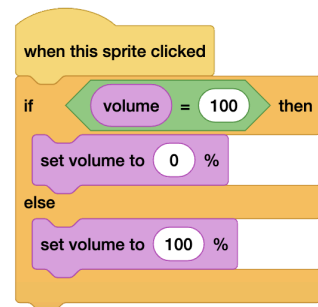 when this sprite clicked
if volume = 100 then
set volume to 0 %
else
set volume to 100 %